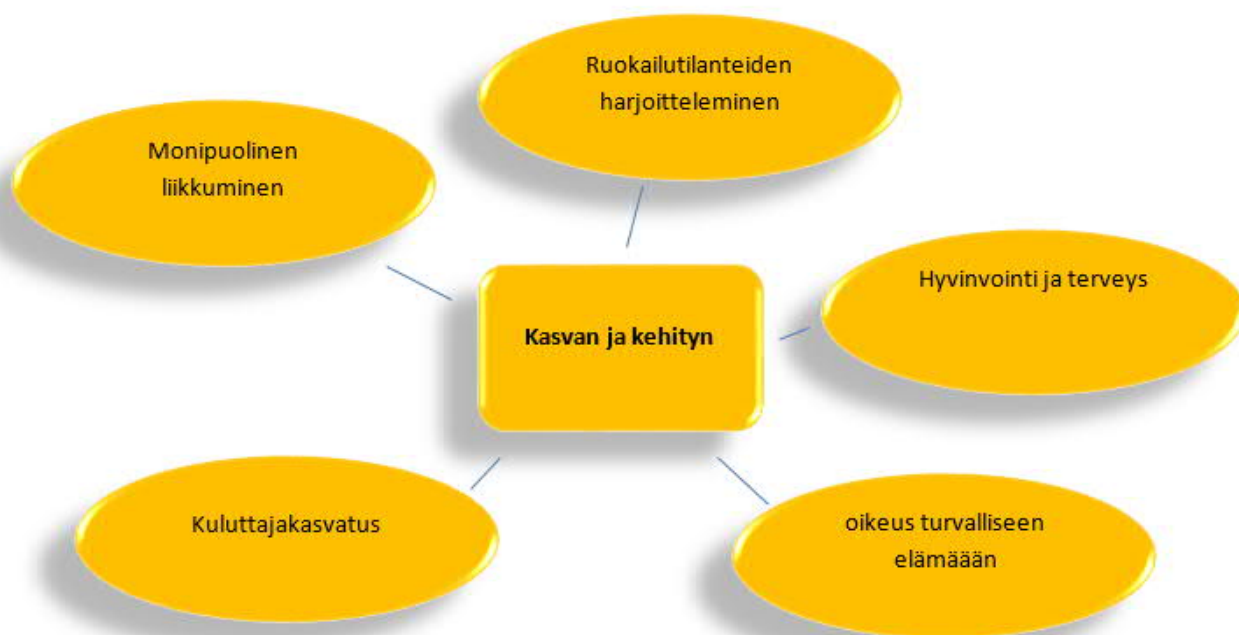 Ruokailutilanteiden
harjoitteleminen
Monipuolinen
liikkuminen
Hyvinvointi ja terveys
Kasvan ja kehityn
Kuluttajakasvatus
oikeus turvalliseen
elämäään